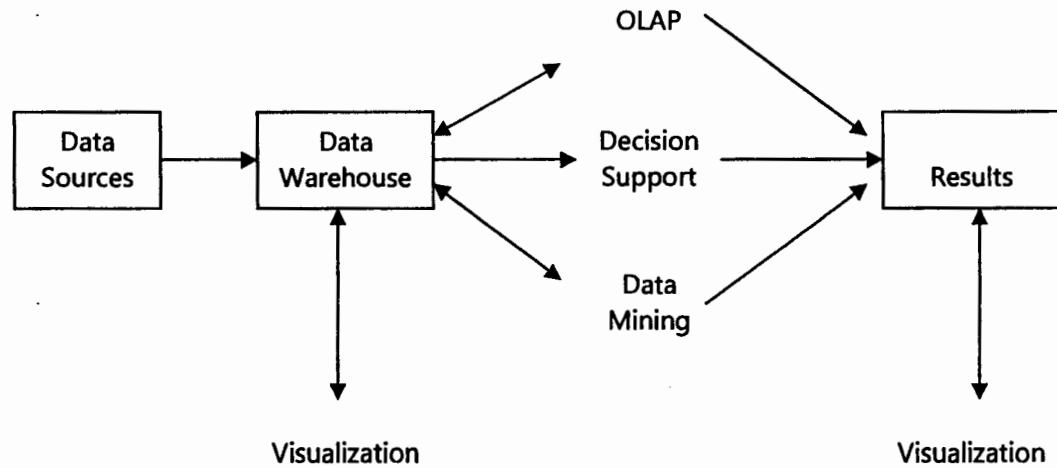 OLAP
Data
Sources
Data
Warehouse
Decision
Support
Results
Data
Mining
Visualization
Visualization